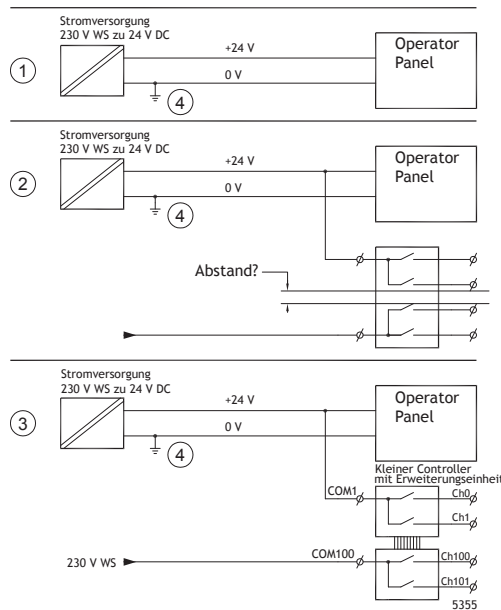 Stromversorgung
230 V WS zu 24 V DC
+24 V
0 V
Operator
Panel
1
4
Stromversorgung
230 V WS zu 24 V DC
+24 V
0 V
Operator
Panel
2
4
Abstand?
Stromversorgung
230 V WS zu 24 V DC
+24 V
0 V
Operator
Panel
3
4
Kleiner Controller
mit Erweiterungseinheit
COM1
Ch0
Ch1
230 V WS
COM100
Ch100
Ch101
5355